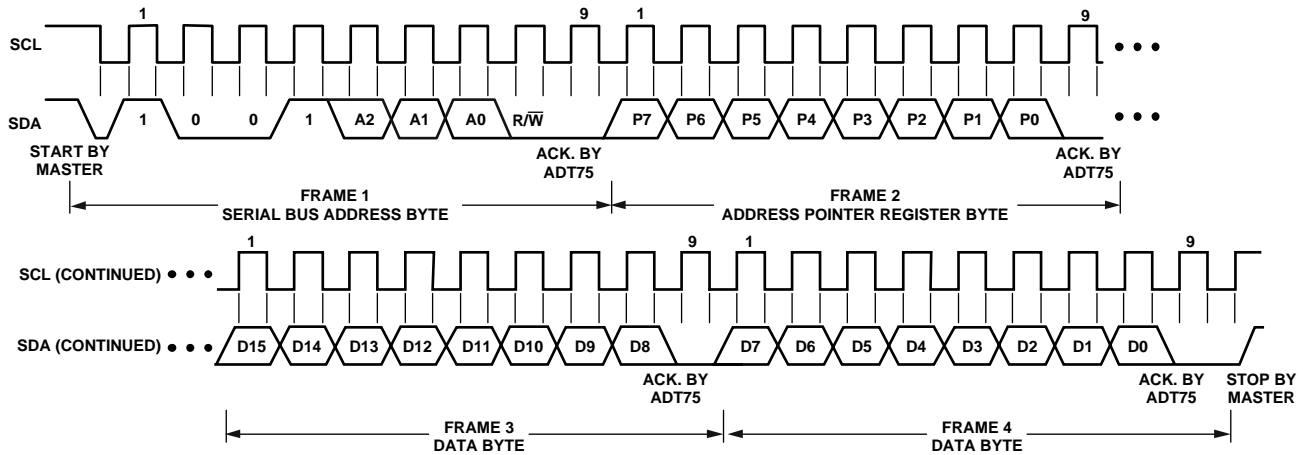 1 9 1 9
SCL
SDA 1 0 0 1 A2 A1 A0 R/W̅ P7 P6 P5 P4 P3 P2 P1 P0
START BY MASTER
ACK. BY ADT75
ACK. BY ADT75
FRAME 1
SERIAL BUS ADDRESS BYTE
FRAME 2
ADDRESS POINTER REGISTER BYTE
1 9 1 9
SCL (CONTINUED)
SDA (CONTINUED) D15 D14 D13 D12 D11 D10 D9 D8 D7 D6 D5 D4 D3 D2 D1 D0
ACK. BY ADT75
ACK. BY ADT75
STOP BY MASTER
FRAME 3
DATA BYTE
FRAME 4
DATA BYTE